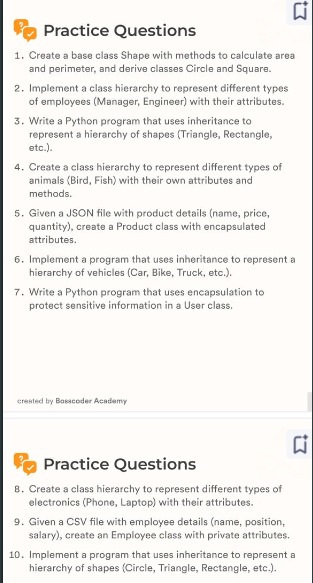 Practice Questions
1. Create a base class Shape with methods to calculate area
and perimeter, and derive classes Circle and Square.
2. Implement a class hierarchy to represent different types
of employees (Manager, Engineer) with their attributes.
3. Write a Python program that uses inheritance to
represent a hierarchy of shapes (Triangle, Rectangle,
etc.).
4. Create a class hierarchy to represent different types of
animals (Bird, Fish) with their own attributes and
methods.
5. Given a JSON file with product details (name, price,
quantity), create a Product class with encapsulated
attributes.
6. Implement a program that uses inheritance to represent a
hierarchy of vehicles (Car, Bike, Truck, etc.).
7. Write a Python program that uses encapsulation to
protect sensitive information in a User class.
created by Bosscoder Academy
Practice Questions
8. Create a class hierarchy to represent different types of
electronics (Phone, Laptop) with their attributes.
9. Given a CSV file with employee details (name, position,
salary), create an Employee class with private attributes.
10. Implement a program that uses inheritance to represent a
hierarchy of shapes (Circle, Triangle, Rectangle, etc.).